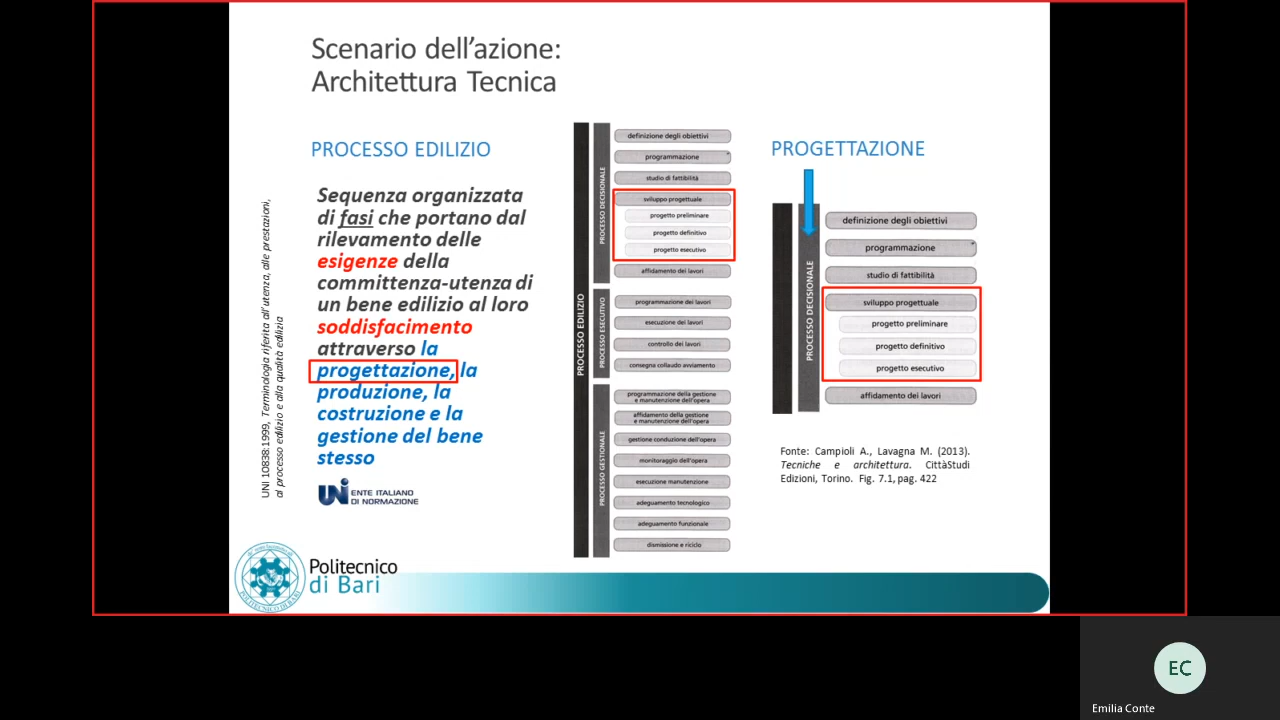 Scenario dell'azione:
Architettura Tecnica
PROCESSO EDILIZIO
Sequenza organizzata
di fasi che portano dal
rilevamento delle
esigenze della
committenza-utenza di
un bene edilizio al loro
soddisfacimento
attraverso la
progettazione, la
produzione, la
costruzione e la
gestione del bene
stesso
UNI 10838:1999, Terminologia riferita all'utenza, alle prestazioni,
al processo edilizio e alla qualità edilizia
UNI ENTE ITALIANO
DI NORMAZIONE
PROCESSO EDILIZIO
PROCESSO DECISIONALE
definizione degli obiettivi
programmazione
studio di fattibilità
sviluppo progettuale
progetto preliminare
progetto definitivo
progetto esecutivo
affidamento dei lavori
PROCESSO ESECUTIVO
programmazione dei lavori
esecuzione dei lavori
controllo dei lavori
consegna collaudo avviamento
PROCESSO GESTIONALE
programmazione della gestione
e manutenzione dell'opera
affidamento della gestione
e manutenzione dell'opera
gestione conduzione dell'opera
monitoraggio dell'opera
esecuzione manutenzione
adeguamento tecnologico
adeguamento funzionale
dismissione e riciclo
PROGETTAZIONE
PROCESSO DECISIONALE
definizione degli obiettivi
programmazione
studio di fattibilità
sviluppo progettuale
progetto preliminare
progetto definitivo
progetto esecutivo
affidamento dei lavori
Fonte: Campioli A., Lavagna M. (2013).
Tecniche e architettura. CittàStudi
Edizioni, Torino. Fig. 7.1, pag. 422
Politecnico
di Bari
EC
Emilia Conte